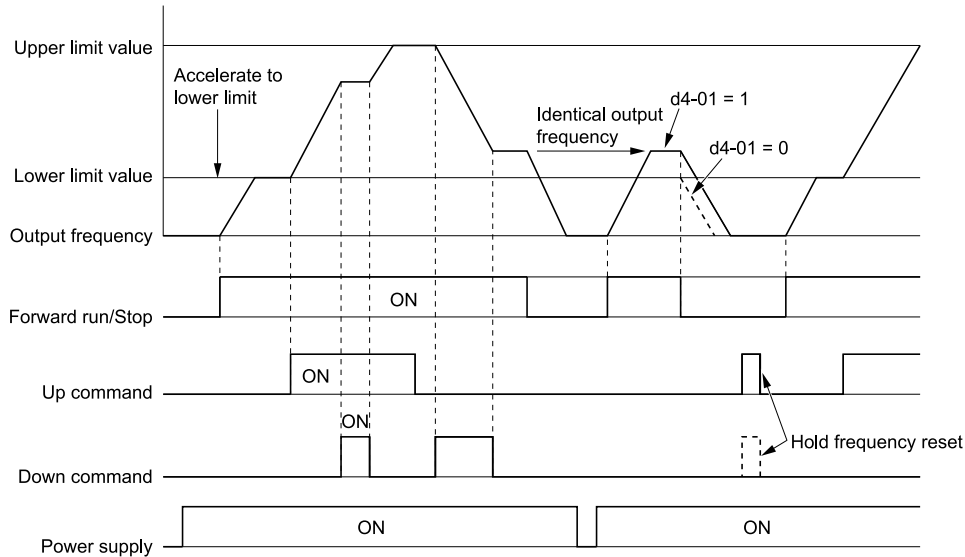 Upper limit value
Accelerate to
lower limit
d4-01 = 1
Identical output
frequency
d4-01 = 0
Lower limit value
Output frequency
ON
Forward run/Stop
ON
Up command
ON
Hold frequency reset
Down command
ON
ON
Power supply